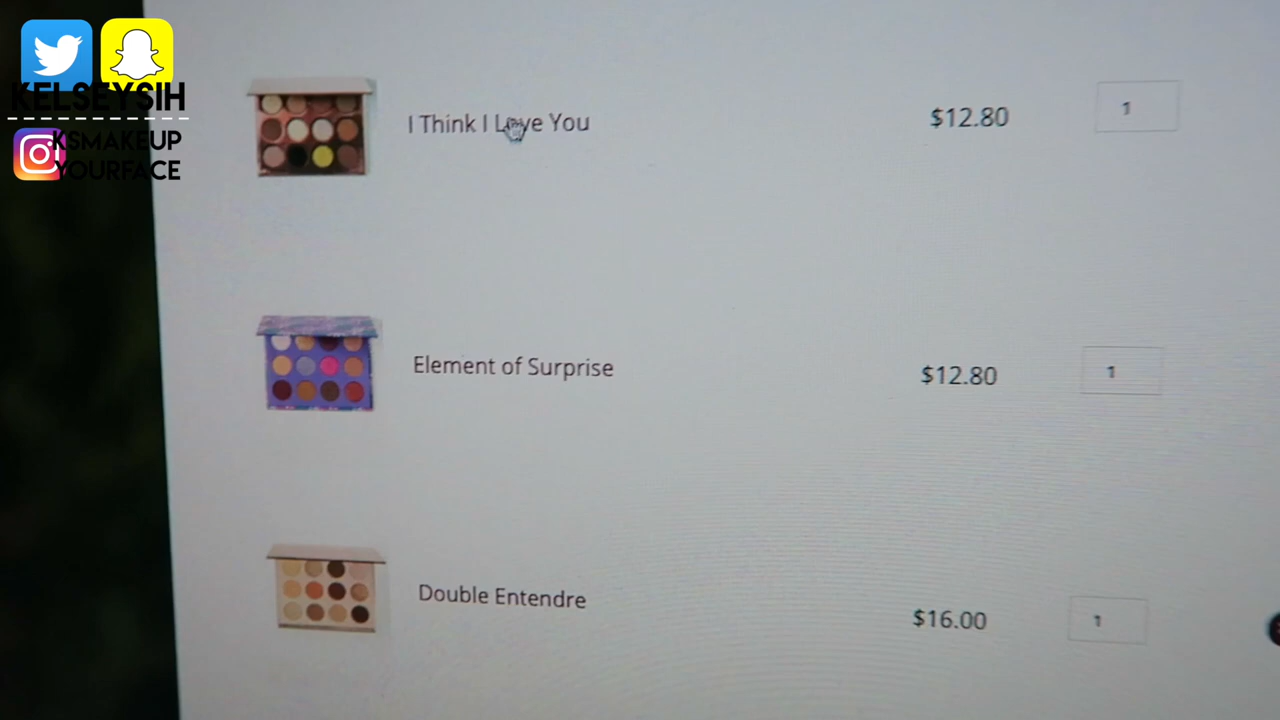 KELSEYSIH
KSMAKEUP
YOURFACE
I Think I Love You
$12.80
1
Element of Surprise
$12.80
1
Double Entendre
$16.00
1